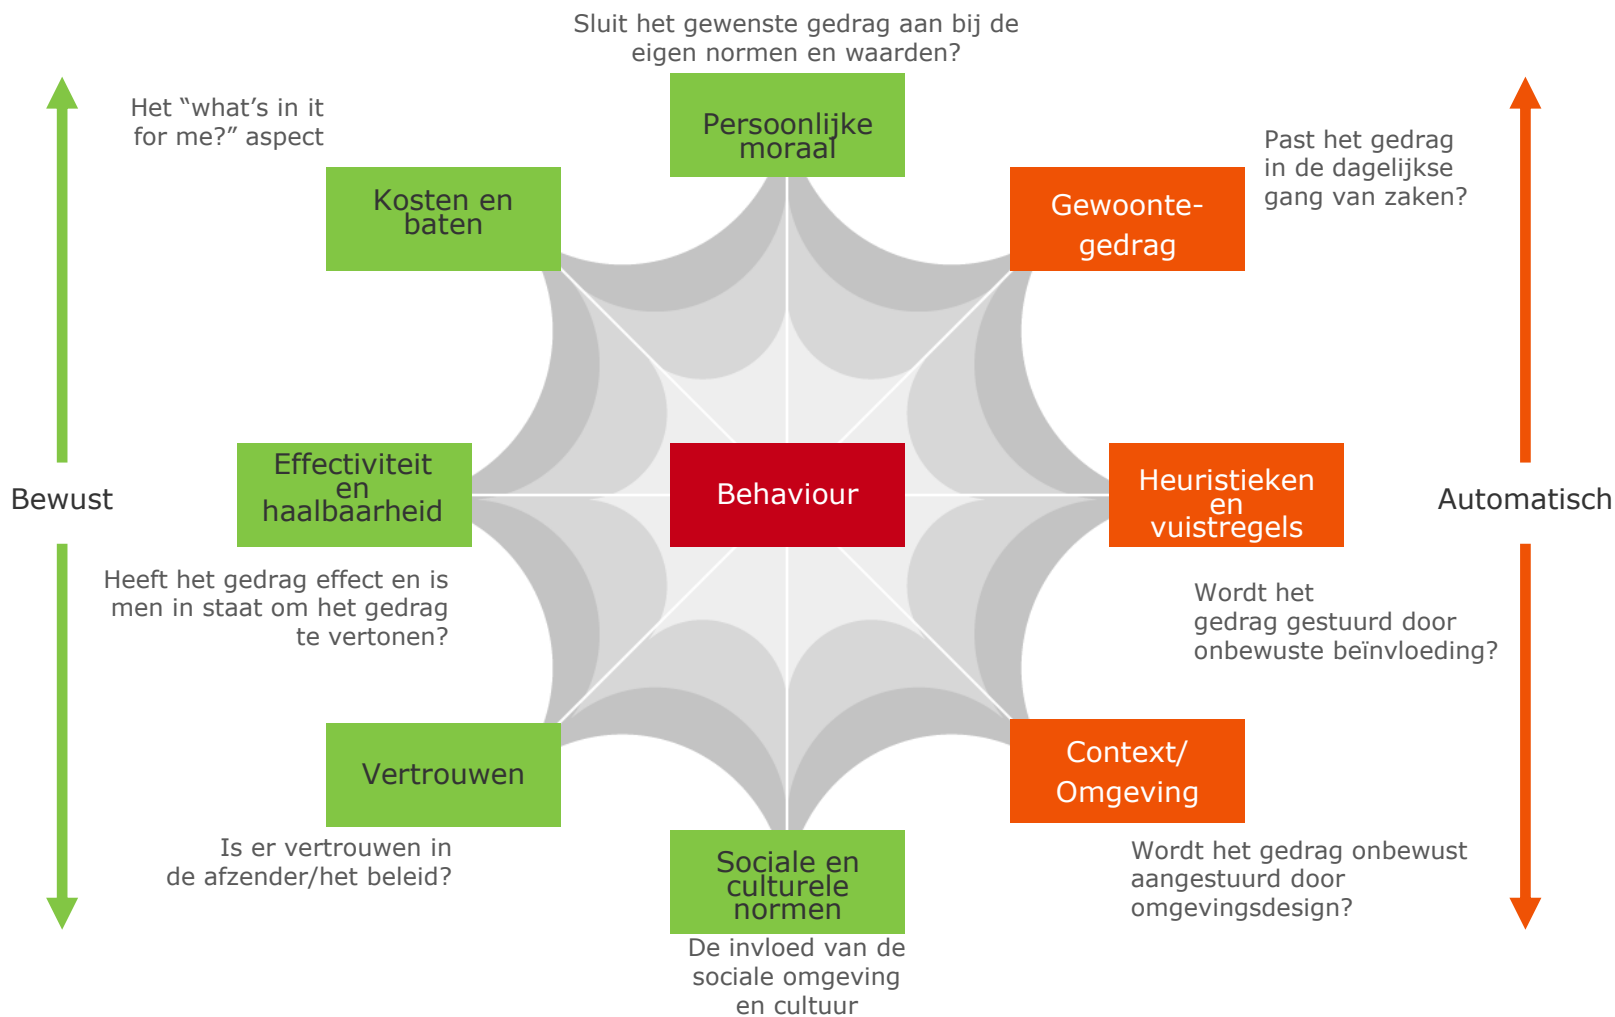 Sluit het gewenste gedrag aan bij de
eigen normen en waarden?
Het “what’s in it
for me?” aspect
Persoonlijke
moraal
Past het gedrag
in de dagelijkse
gang van zaken?
Kosten en
baten
Gewoonte-
gedrag
Bewust
Effectiviteit
en
haalbaarheid
Behaviour
Heuristieken
en
vuistregels
Automatisch
Heeft het gedrag effect en is
men in staat om het gedrag
te vertonen?
Wordt het
gedrag gestuurd door
onbewuste beïnvloeding?
Vertrouwen
Context/
Omgeving
Is er vertrouwen in
de afzender/het beleid?
Sociale en
culturele
normen
Wordt het gedrag onbewust
aangestuurd door
omgevingsdesign?
De invloed van de
sociale omgeving
en cultuur